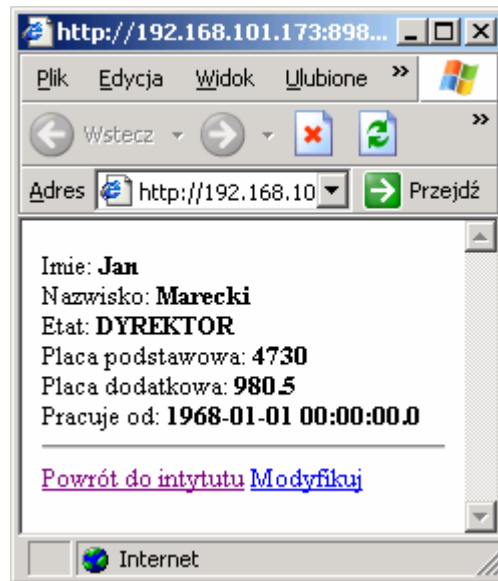 http://192.168.101.173:898...
Plik Edycja Widok Ulubione »
Wstecz »
Adres http://192.168.10 Przejdź
Imie: Jan
Nazwisko: Marecki
Etat: DYREKTOR
Placa podstawowa: 4730
Placa dodatkowa: 980.5
Pracuje od: 1968-01-01 00:00:00.0
Powrót do intytutu Modyfikuj
Internet